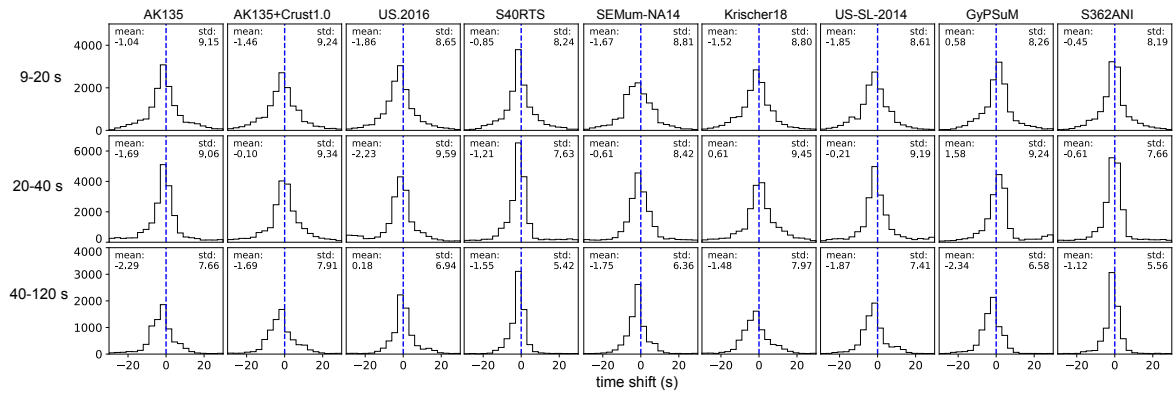 AK135 AK135+Crust1.0 US.2016 S40RTS SEMum-NA14 Krischer18 US-SL-2014 GyPSuM S362ANI
mean: std: mean: std: mean: std: mean: std: mean: std: mean: std: mean: std: mean: std: mean: std:
-1.04 9.15 -1.46 9.24 -1.86 8.65 -0.85 8.24 -1.67 8.81 -1.52 8.80 -1.85 8.61 0.58 8.26 -0.45 8.19
4000
9-20 s
2000
0
mean: std: mean: std: mean: std: mean: std: mean: std: mean: std: mean: std: mean: std: mean: std:
-1.69 9.06 -0.10 9.34 -2.23 9.59 -1.21 7.63 -0.61 8.42 0.61 9.45 -0.21 9.19 1.58 9.24 -0.61 7.66
6000
4000
20-40 s
2000
0
4000
mean: std: mean: std: mean: std: mean: std: mean: std: mean: std: mean: std: mean: std: mean: std:
-2.29 7.66 -1.69 7.91 0.18 6.94 -1.55 5.42 -1.75 6.36 -1.48 7.97 -1.87 7.41 -2.34 6.58 -1.12 5.56
3000
40-120 s
2000
1000
0
−20 0 20 −20 0 20 −20 0 20 −20 0 20 −20 0 20 −20 0 20 −20 0 20 −20 0 20 −20 0 20
time shift (s)